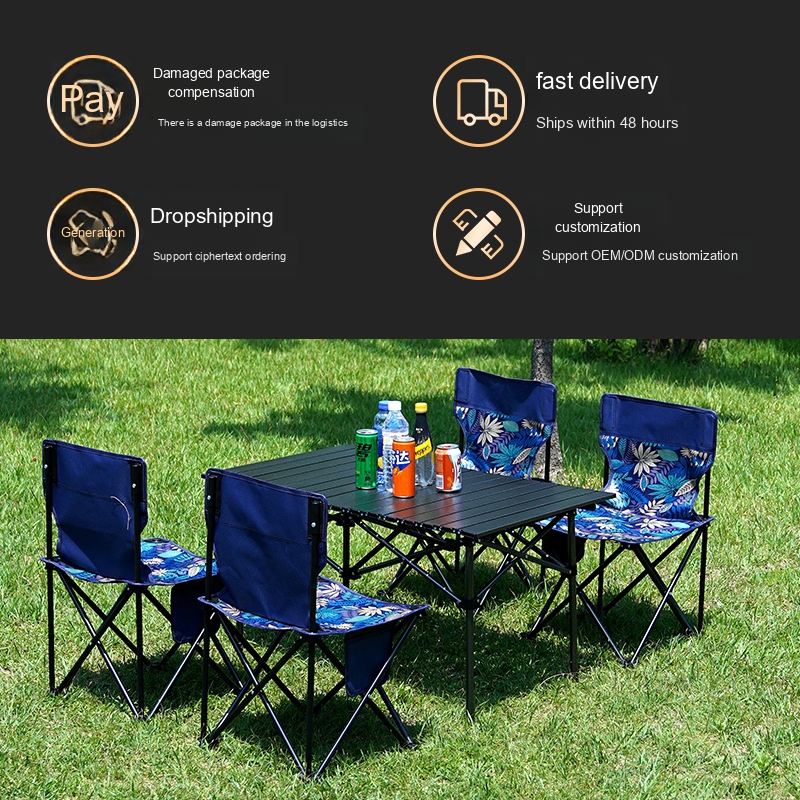 Pay
Damaged package
compensation
There is a damage package in the logistics
fast delivery
Ships within 48 hours
Generation
Dropshipping
Support ciphertext ordering
Support
customization
Support OEM/ODM customization